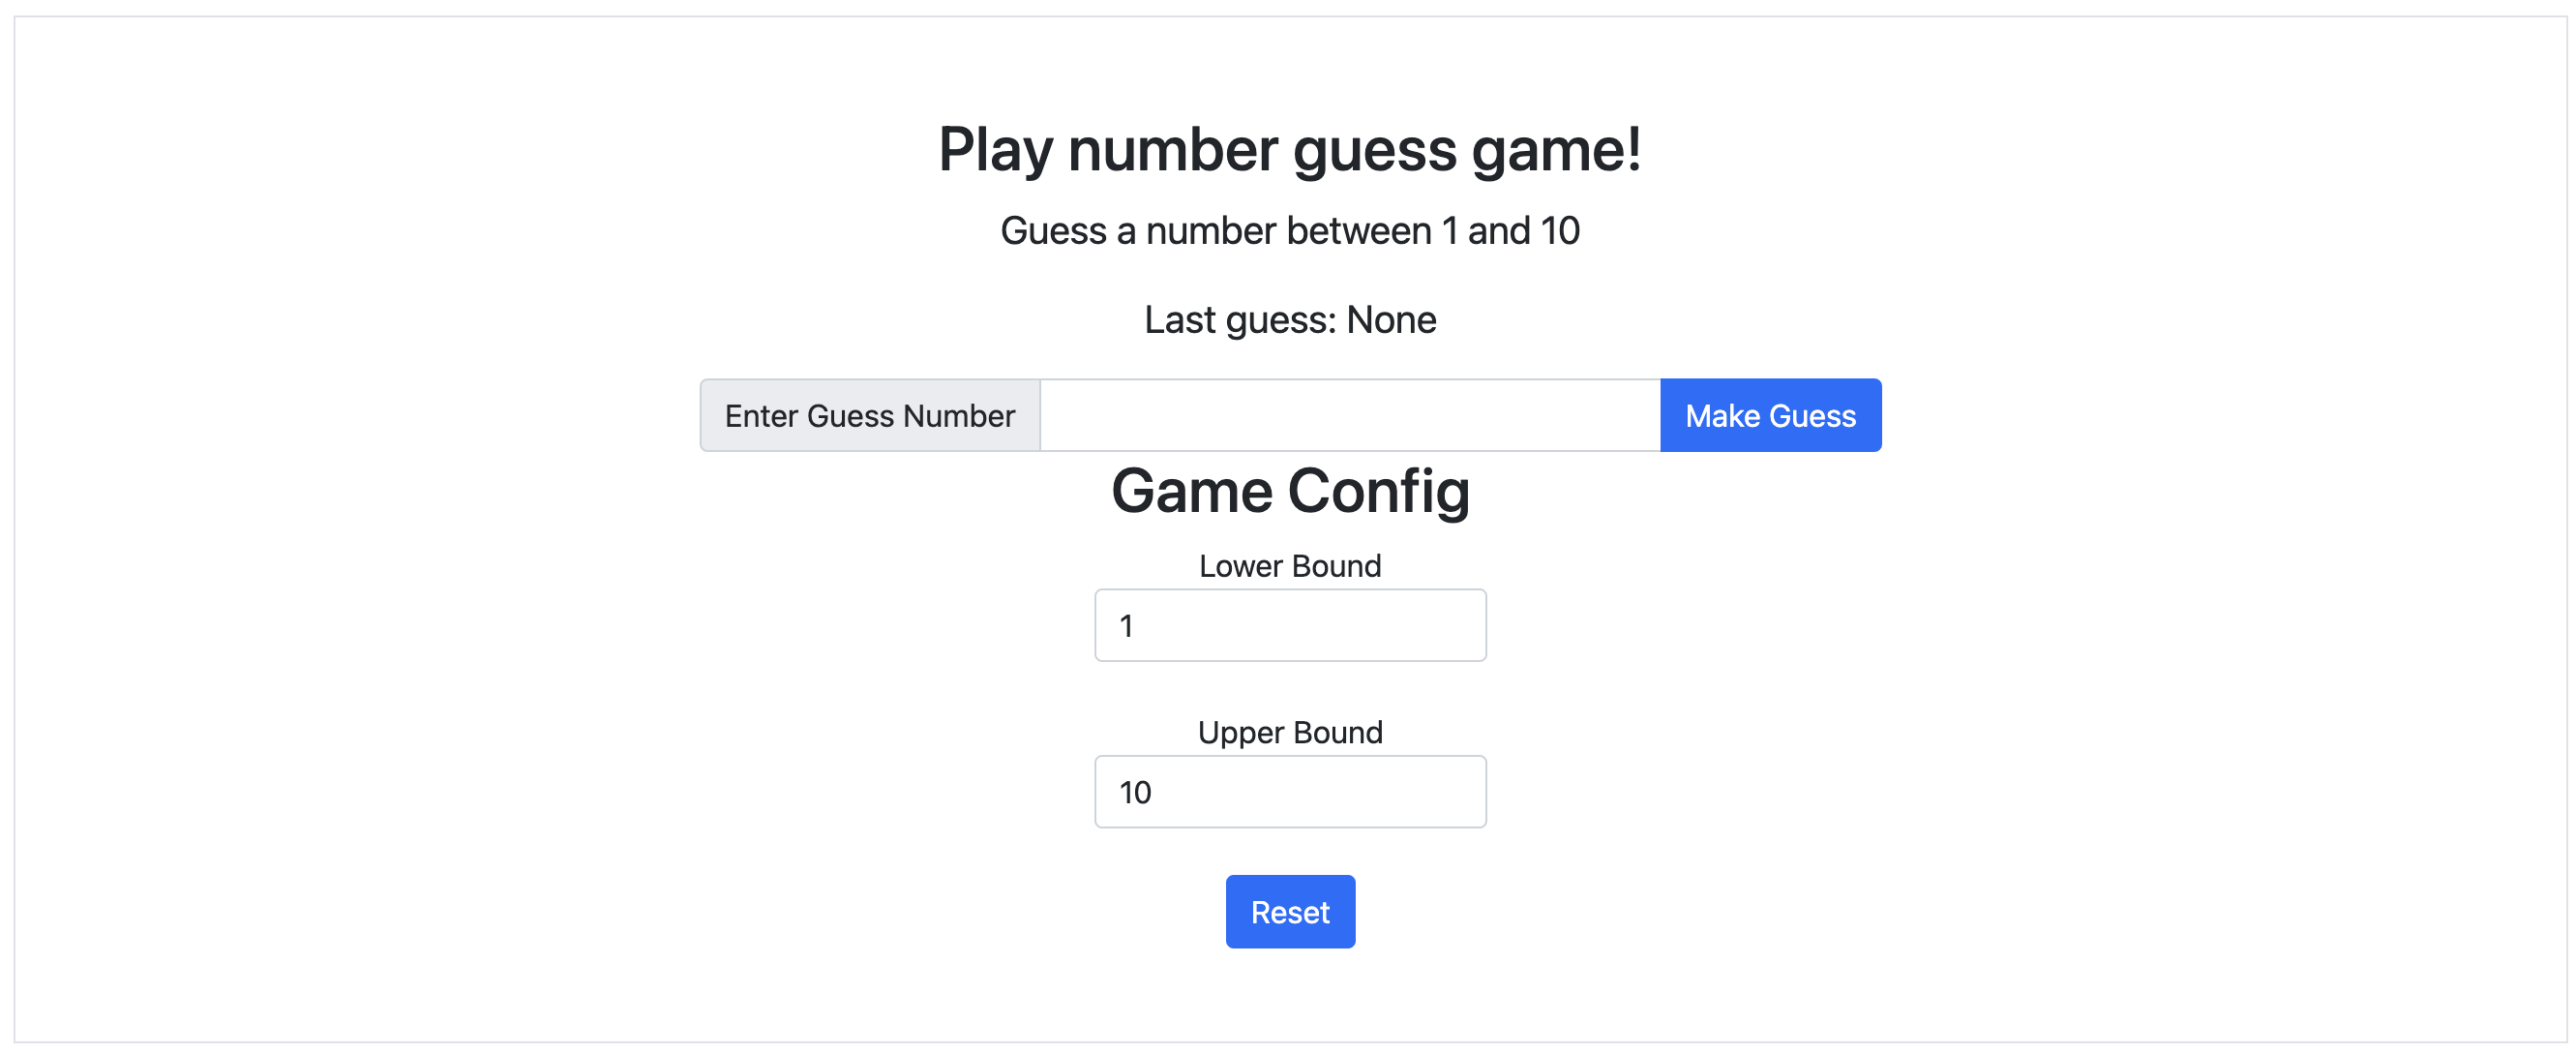 Play number guess game!
Guess a number between 1 and 10
Last guess: None
Enter Guess Number Make Guess
Game Config
Lower Bound
1
Upper Bound
10
Reset